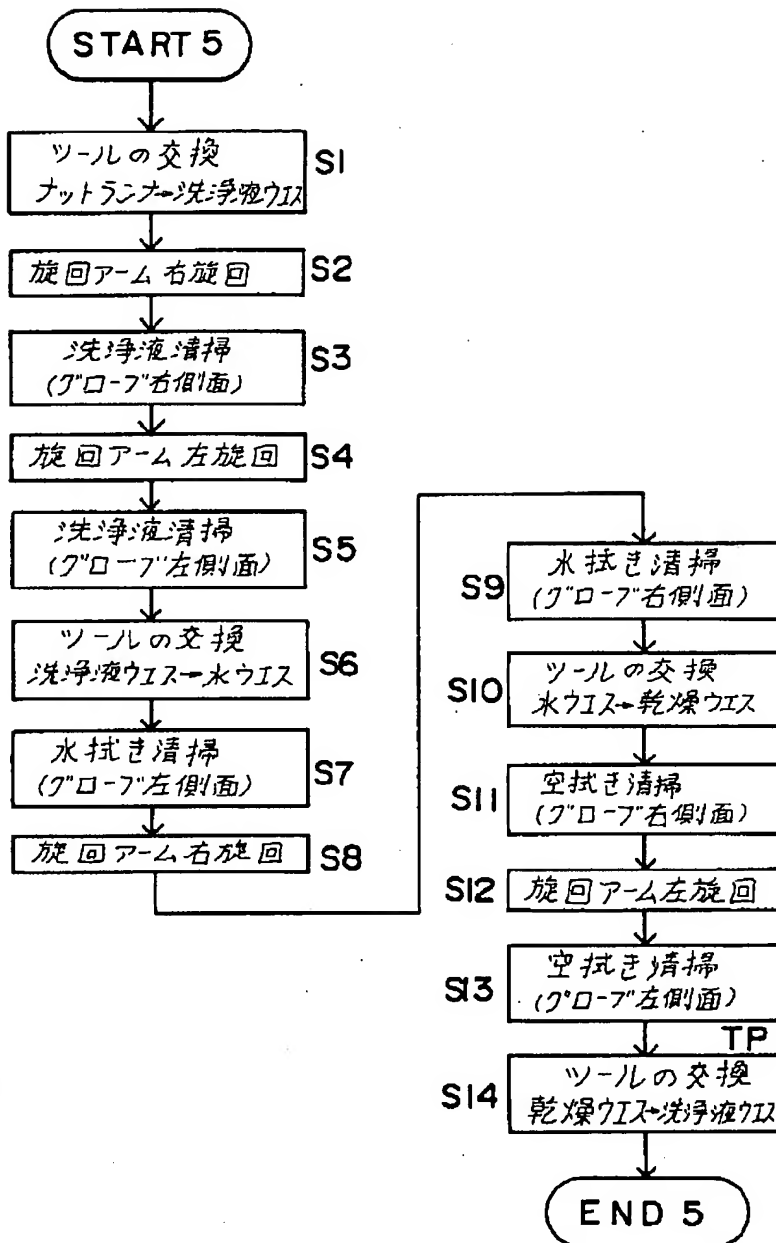 START 5
ツールの交換
ナットランナ→洗浄液ウエス
S1
旋回アーム右旋回
S2
洗浄液清掃
(グローブ右側面)
S3
旋回アーム左旋回
S4
洗浄液清掃
(グローブ左側面)
S5
ツールの交換
洗浄液ウエス→水ウエス
S6
水拭き清掃
(グローブ左側面)
S7
旋回アーム右旋回
S8
S9
水拭き清掃
(グローブ右側面)
S10
ツールの交換
水ウエス→乾燥ウエス
S11
空拭き清掃
(グローブ右側面)
S12
旋回アーム左旋回
S13
空拭き清掃
(グローブ左側面)
TP
S14
ツールの交換
乾燥ウエス→洗浄液ウエス
END 5